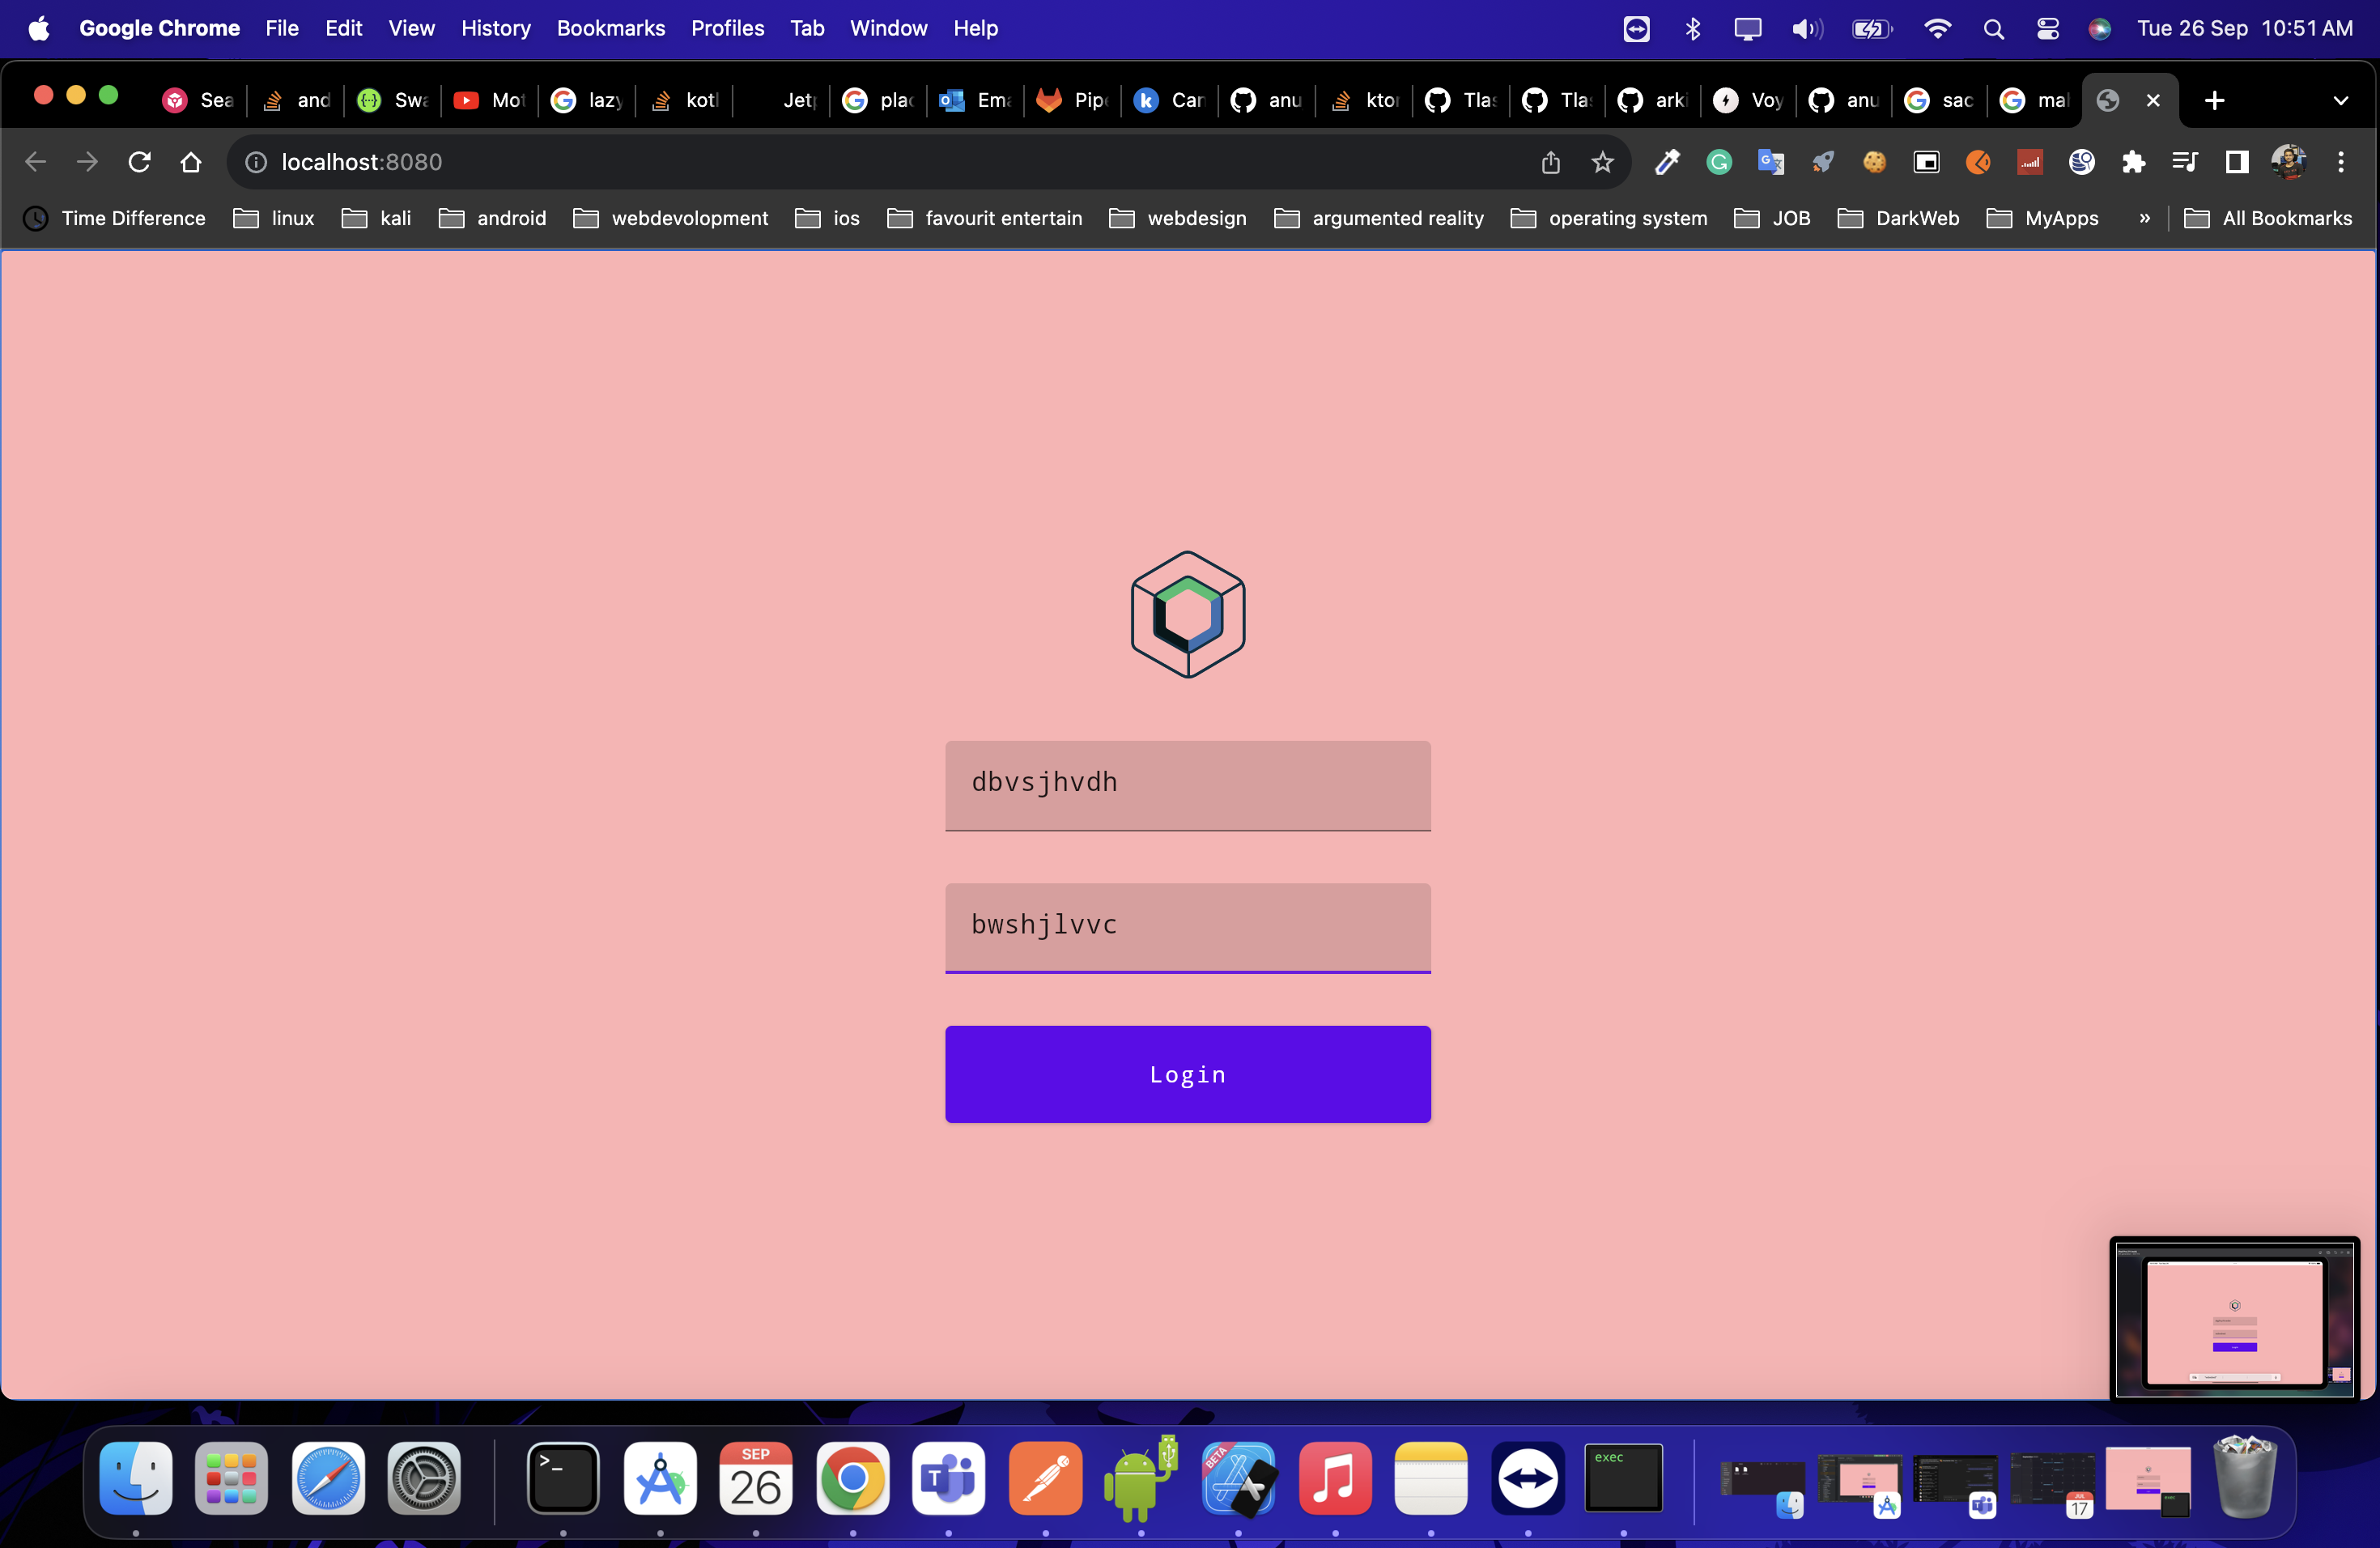 Google Chrome File Edit View History Bookmarks Profiles Tab Window Help Tue 26 Sep 10:51 AM
Sea and Swa Mot lazy kotl Jetp plac Ema Pipe Can anu ktor Tlas Tlas arki Voy anu sac mal
localhost:8080
Time Difference linux kali android webdevolopment ios favourit entertain webdesign argumented reality operating system JOB DarkWeb MyApps » All Bookmarks
dbvsjhvdh
bwshjlvvc
Login
SEP
26
BETA
exec
JUL
17